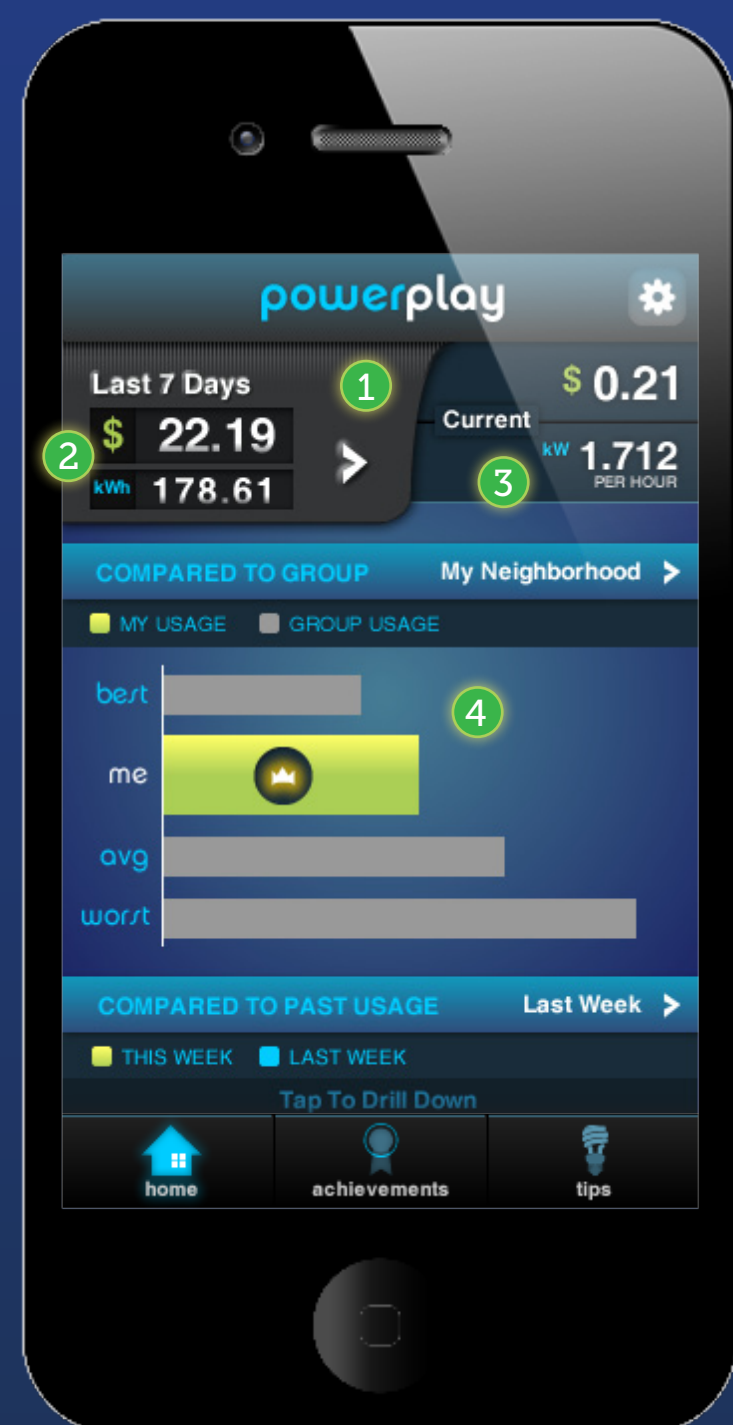 powerplay
Last 7 Days
1
$ 0.21
2
$ 22.19
Current
kW 1.712
PER HOUR
kWh 178.61
3
COMPARED TO GROUP My Neighborhood
MY USAGE GROUP USAGE
best
4
me
avg
worst
COMPARED TO PAST USAGE Last Week
THIS WEEK LAST WEEK
Tap To Drill Down
home achievements tips